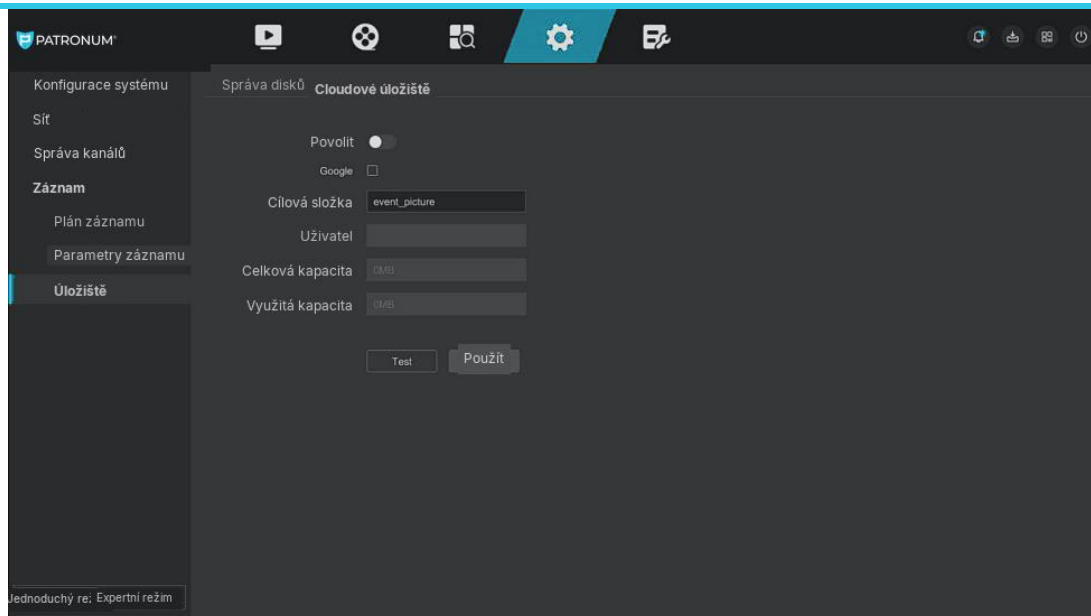 PATRONUM
Konfigurace systému
Síť
Správa kanálů
Záznam
Plán záznamu
Parametry záznamu
Úložiště
Jednoduchý re: Expertní režim
Správa disků Cloudové úložiště
Povolit
Google
Cílová složka event_picture
Uživatel
Celková kapacita 0MB
Využitá kapacita 0MB
Test Použít